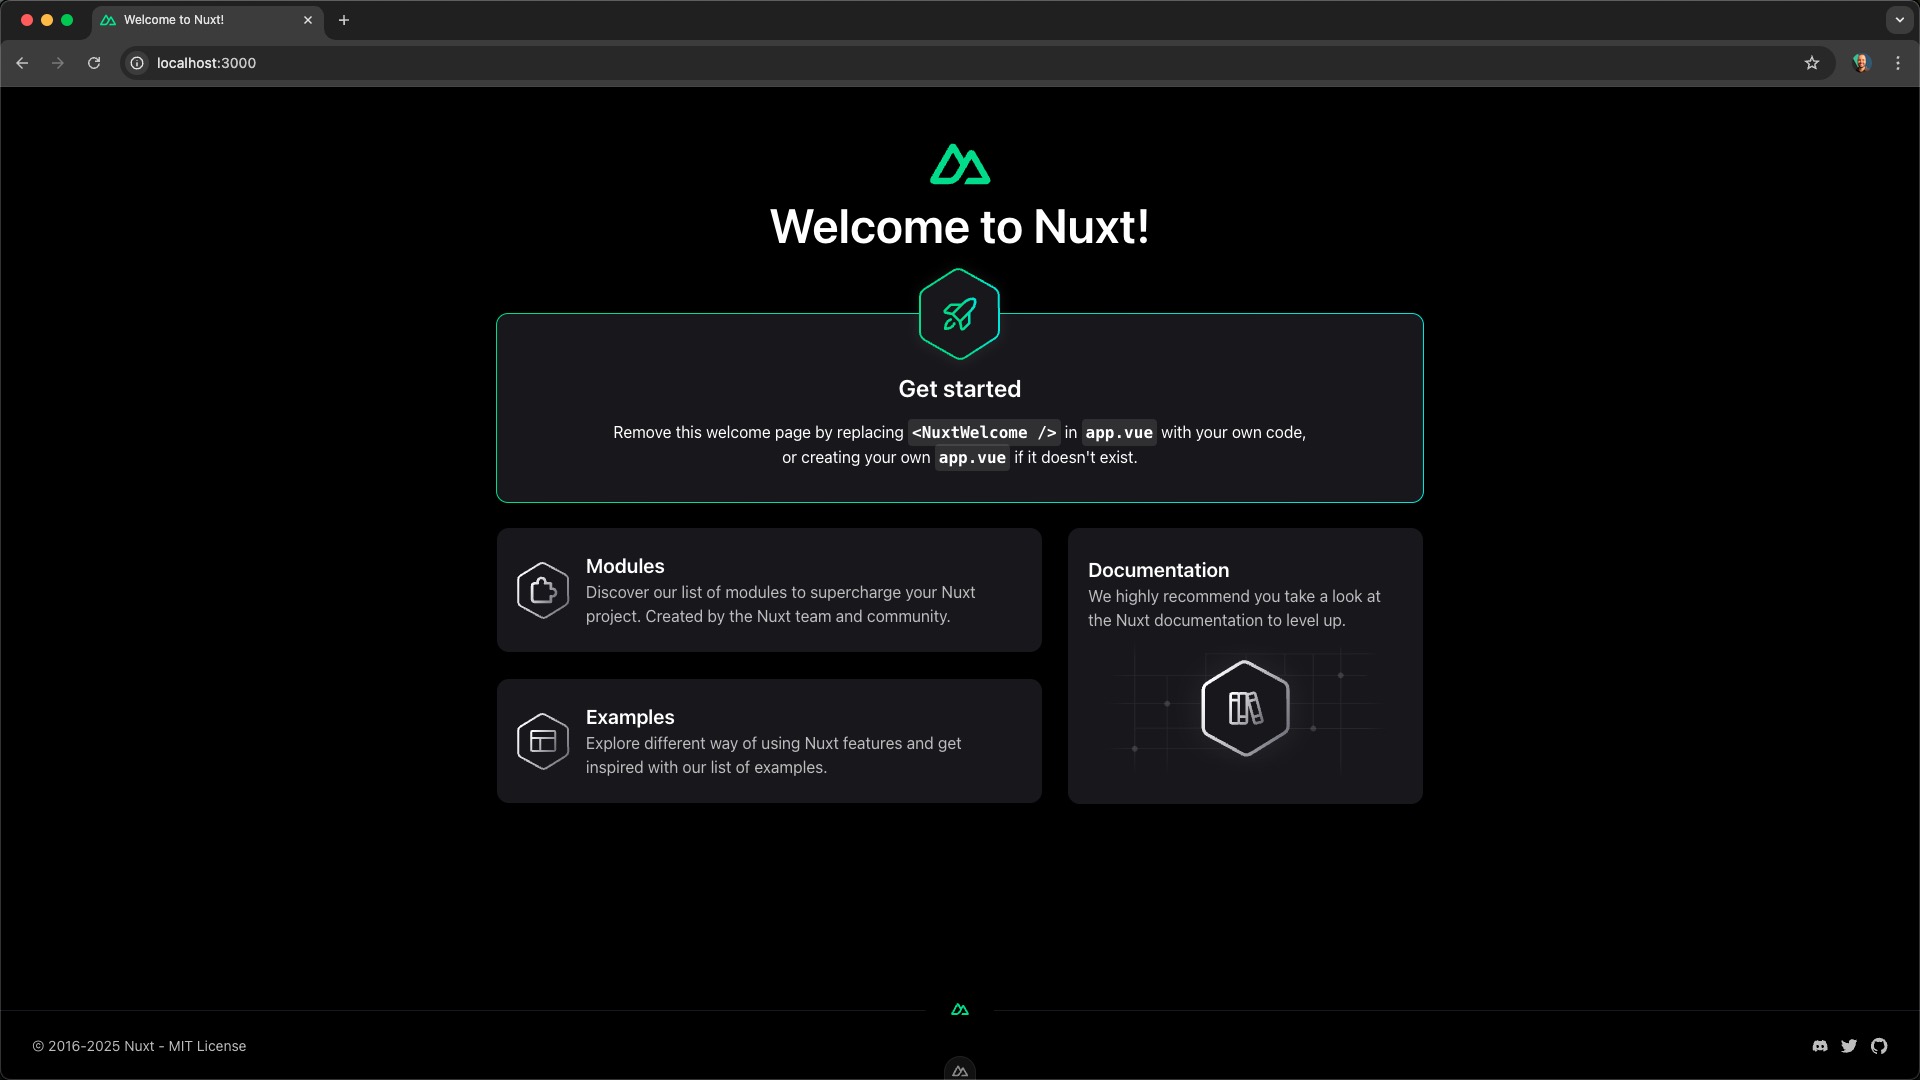 Welcome to Nuxt!
localhost:3000
Welcome to Nuxt!
Get started
Remove this welcome page by replacing <NuxtWelcome /> in app.vue with your own code,
or creating your own app.vue if it doesn't exist.
Modules
Discover our list of modules to supercharge your Nuxt
project. Created by the Nuxt team and community.
Documentation
We highly recommend you take a look at
the Nuxt documentation to level up.
Examples
Explore different way of using Nuxt features and get
inspired with our list of examples.
© 2016-2025 Nuxt - MIT License